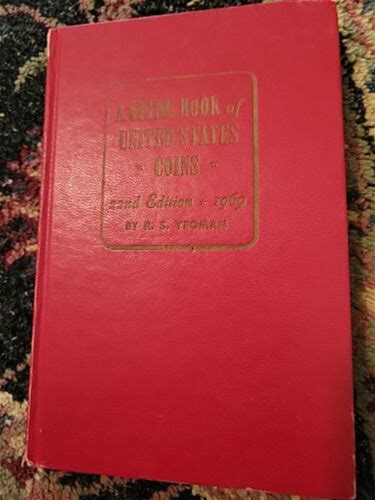 A GUIDE BOOK of
UNITED STATES
* COINS *
22nd Edition * 1969
BY R. S. YEOMAN